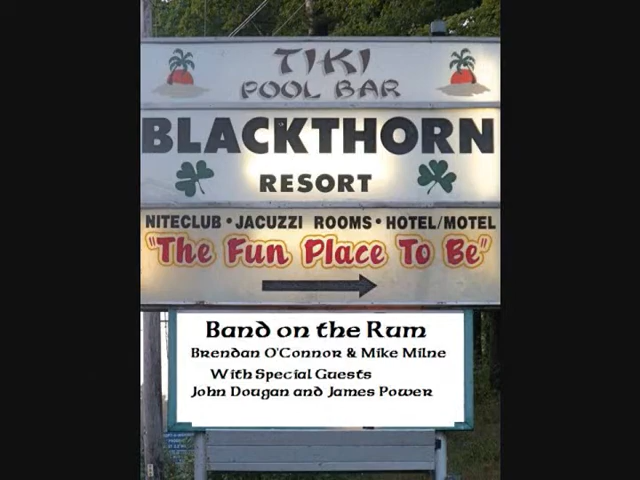 TIKI
POOL BAR
BLACKTHORN
RESORT
NITECLUB • JACUZZI ROOMS • HOTEL/MOTEL
"The Fun Place To Be"
Band on the Rum
Brendan O'Connor & Mike Milne
With Special Guests
John Dougan and James Power